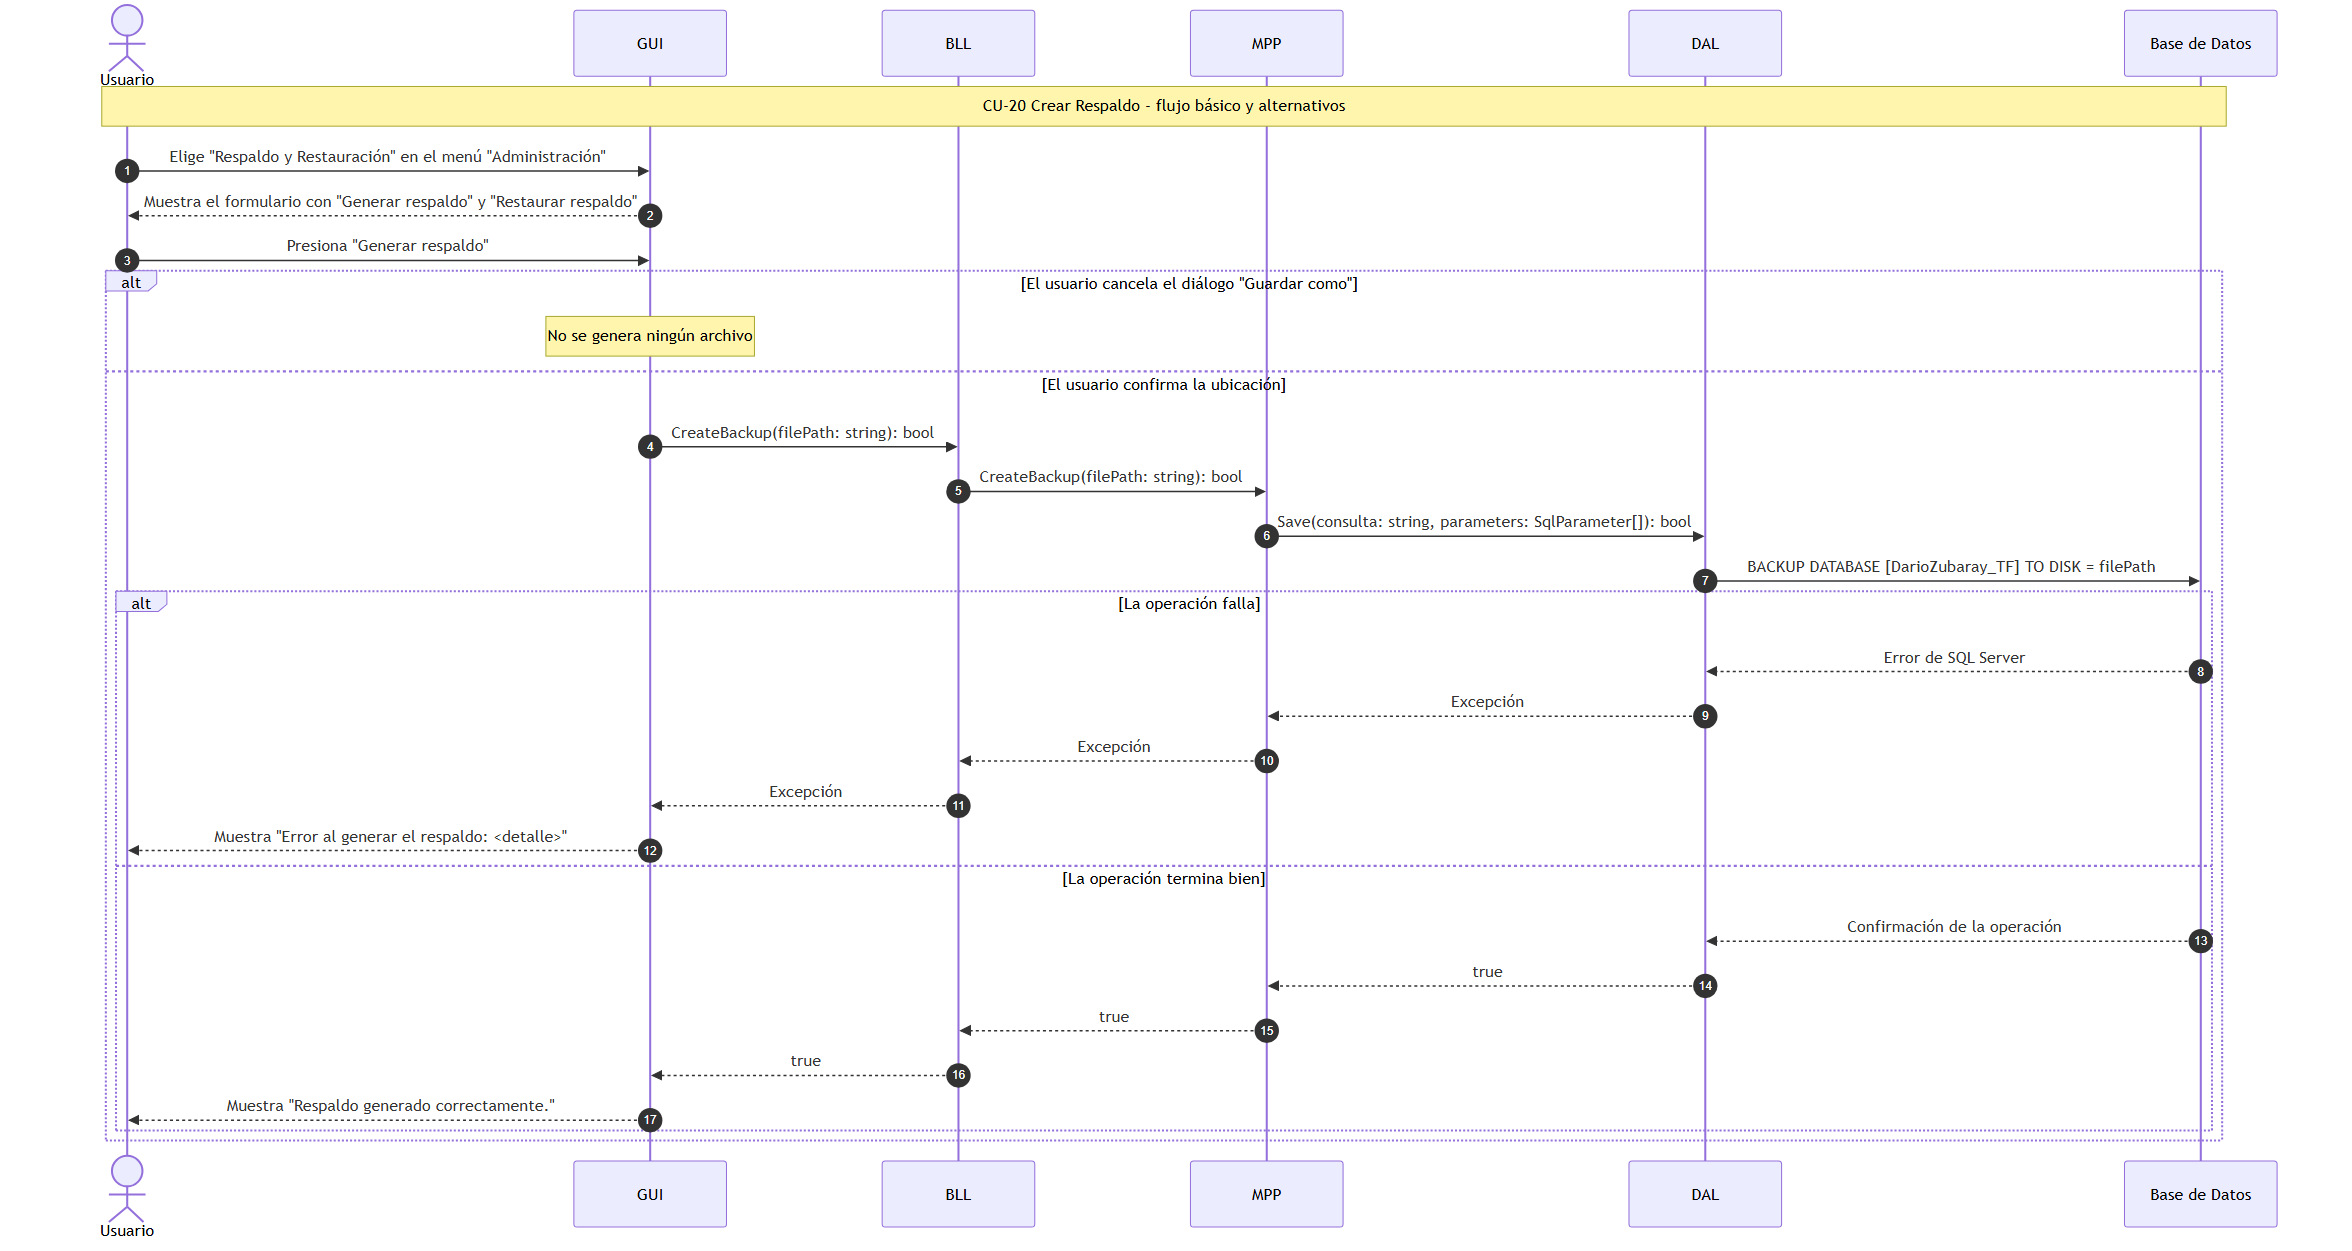 Usuario
GUI
BLL
MPP
DAL
Base de Datos
CU-20 Crear Respaldo - flujo básico y alternativos
1
Elige "Respaldo y Restauración" en el menú "Administración"
Muestra el formulario con "Generar respaldo" y "Restaurar respaldo"
2
3
Presiona "Generar respaldo"
alt
[El usuario cancela el diálogo "Guardar como"]
No se genera ningún archivo
[El usuario confirma la ubicación]
4
CreateBackup(filePath: string): bool
5
CreateBackup(filePath: string): bool
6
Save(consulta: string, parameters: SqlParameter[]): bool
7
BACKUP DATABASE [DarioZubaray_TF] TO DISK = filePath
alt
[La operación falla]
Error de SQL Server
8
Excepción
9
Excepción
10
Excepción
11
Muestra "Error al generar el respaldo: <detalle>"
12
[La operación termina bien]
Confirmación de la operación
13
true
14
true
15
true
16
Muestra "Respaldo generado correctamente."
17
Usuario
GUI
BLL
MPP
DAL
Base de Datos